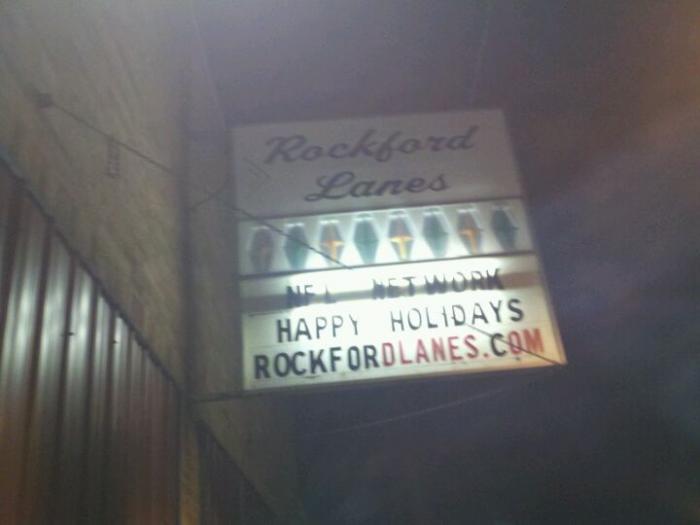 Rockford
Lanes
NFL NETWORK
HAPPY HOLIDAYS
ROCKFORDLANES.COM